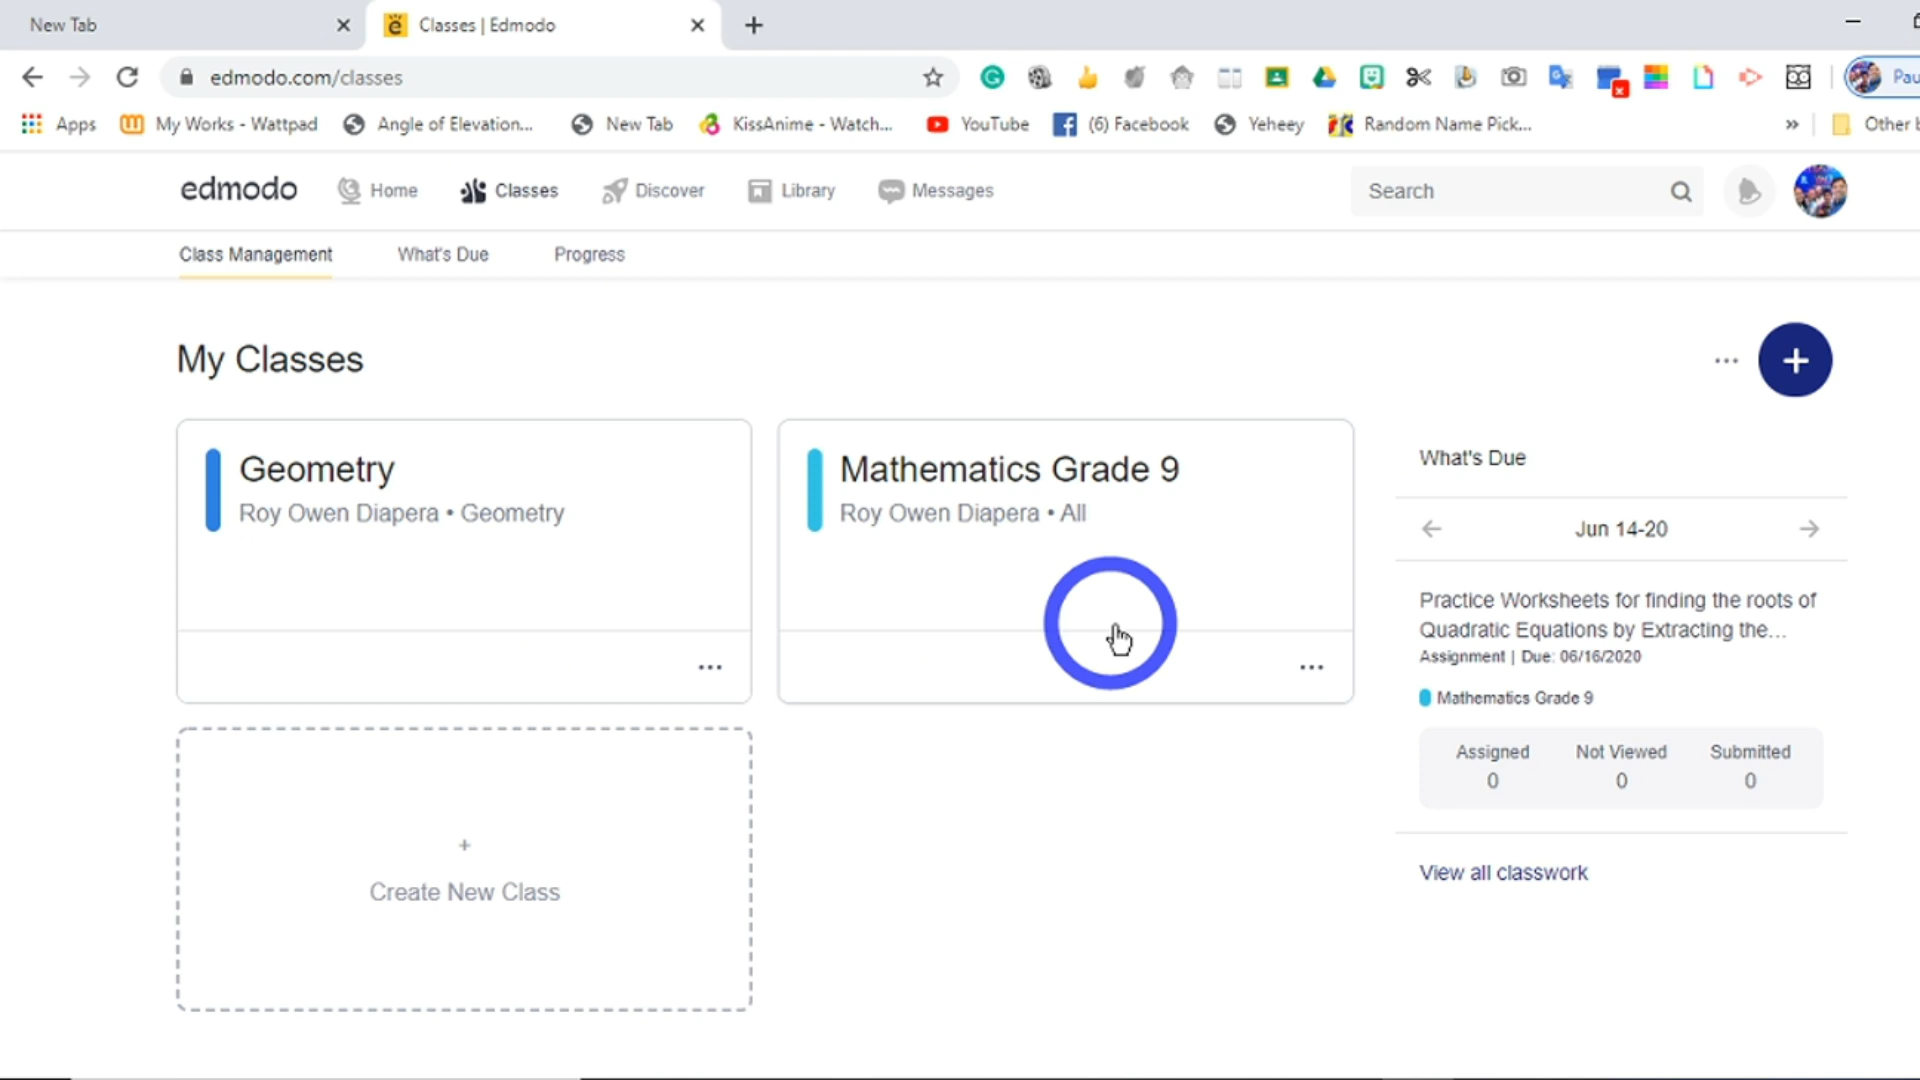 New Tab
Classes | Edmodo
edmodo.com/classes
Pau
Apps
My Works - Wattpad
Angle of Elevation...
New Tab
KissAnime - Watch...
YouTube
(6) Facebook
Yeheey
Random Name Pick...
»
Other b
edmodo
Home
Classes
Discover
Library
Messages
Search
Class Management
What's Due
Progress
My Classes
Geometry
Roy Owen Diapera • Geometry
Mathematics Grade 9
Roy Owen Diapera • All
What's Due
Jun 14-20
Practice Worksheets for finding the roots of
Quadratic Equations by Extracting the...
Assignment | Due: 06/16/2020
Mathematics Grade 9
Assigned Not Viewed Submitted
0 0 0
+
Create New Class
View all classwork